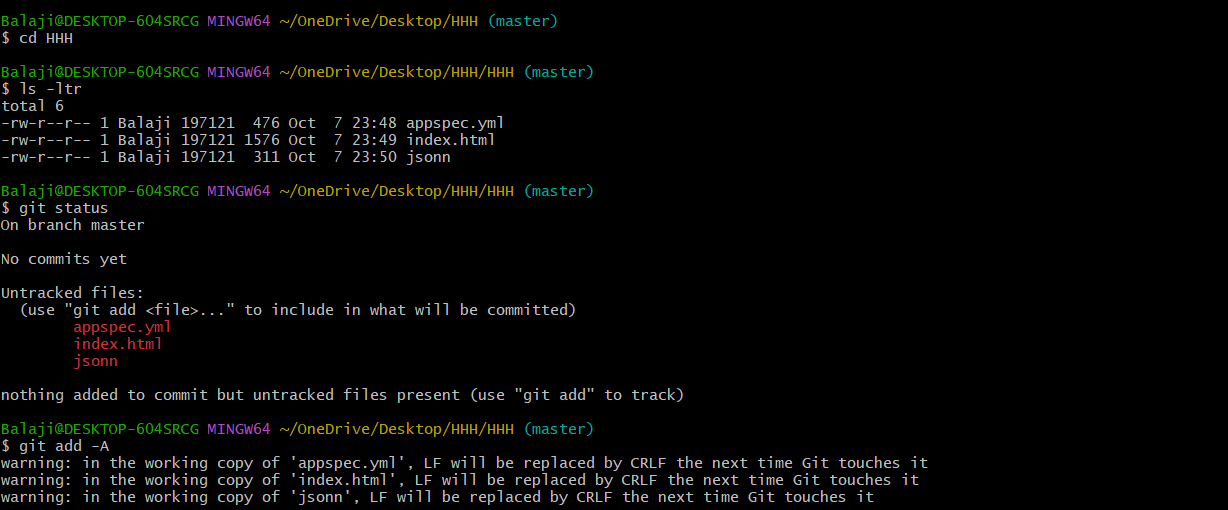 Balaji@DESKTOP-6O4SRCG MINGW64 ~/OneDrive/Desktop/HHH (master)
$ cd HHH
Balaji@DESKTOP-6O4SRCG MINGW64 ~/OneDrive/Desktop/HHH/HHH (master)
$ ls -ltr
total 6
-rw-r--r-- 1 Balaji 197121  476 Oct  7 23:48 appspec.yml
-rw-r--r-- 1 Balaji 197121 1576 Oct  7 23:49 index.html
-rw-r--r-- 1 Balaji 197121  311 Oct  7 23:50 jsonn
Balaji@DESKTOP-6O4SRCG MINGW64 ~/OneDrive/Desktop/HHH/HHH (master)
$ git status
On branch master
No commits yet
Untracked files:
  (use "git add <file>..." to include in what will be committed)
        appspec.yml
        index.html
        jsonn
nothing added to commit but untracked files present (use "git add" to track)
Balaji@DESKTOP-6O4SRCG MINGW64 ~/OneDrive/Desktop/HHH/HHH (master)
$ git add -A
warning: in the working copy of 'appspec.yml', LF will be replaced by CRLF the next time Git touches it
warning: in the working copy of 'index.html', LF will be replaced by CRLF the next time Git touches it
warning: in the working copy of 'jsonn', LF will be replaced by CRLF the next time Git touches it